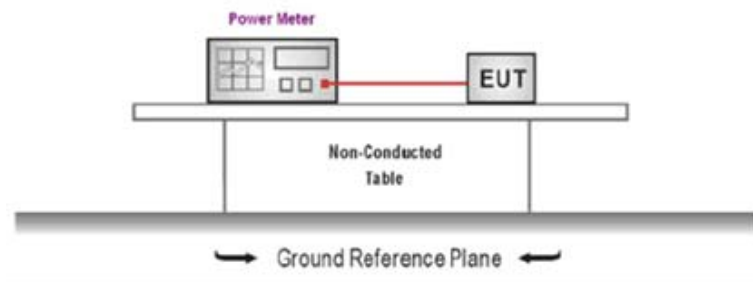 Power Meter
EUT
Non-Conducted
Table
Ground Reference Plane